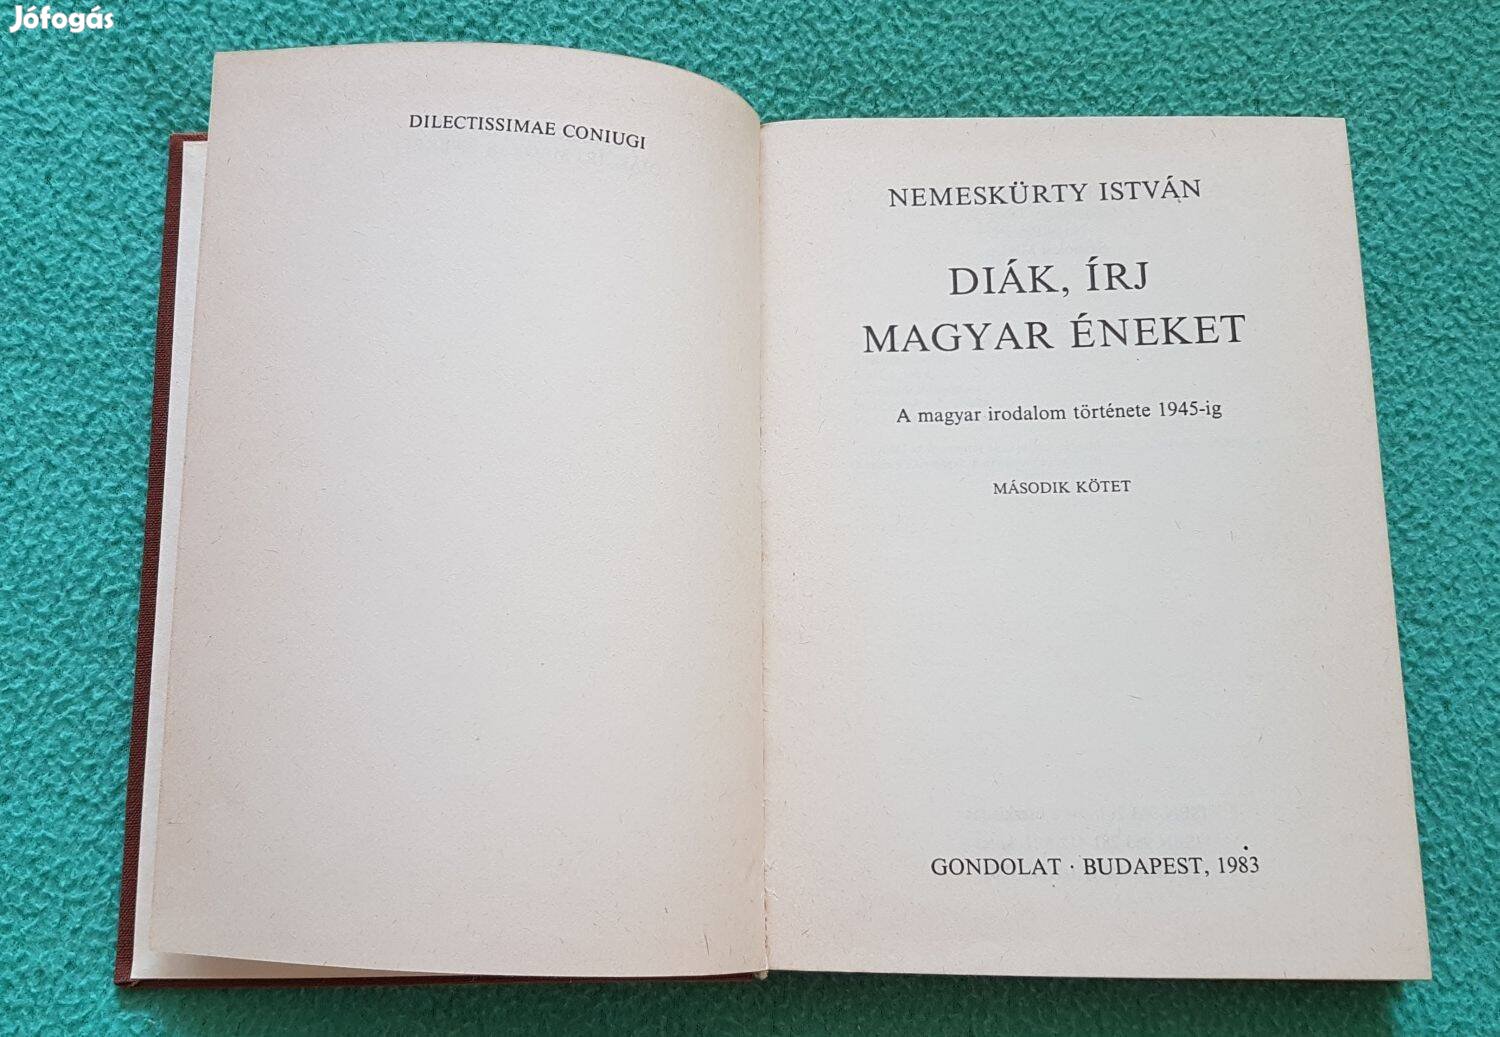 Jófogás
DILECTISSIMAE CONIUGI
NEMESKÜRTY ISTVÁN
DIÁK, ÍRJ
MAGYAR ÉNEKET
A magyar irodalom története 1945-ig
MÁSODIK KÖTET
GONDOLAT · BUDAPEST, 1983